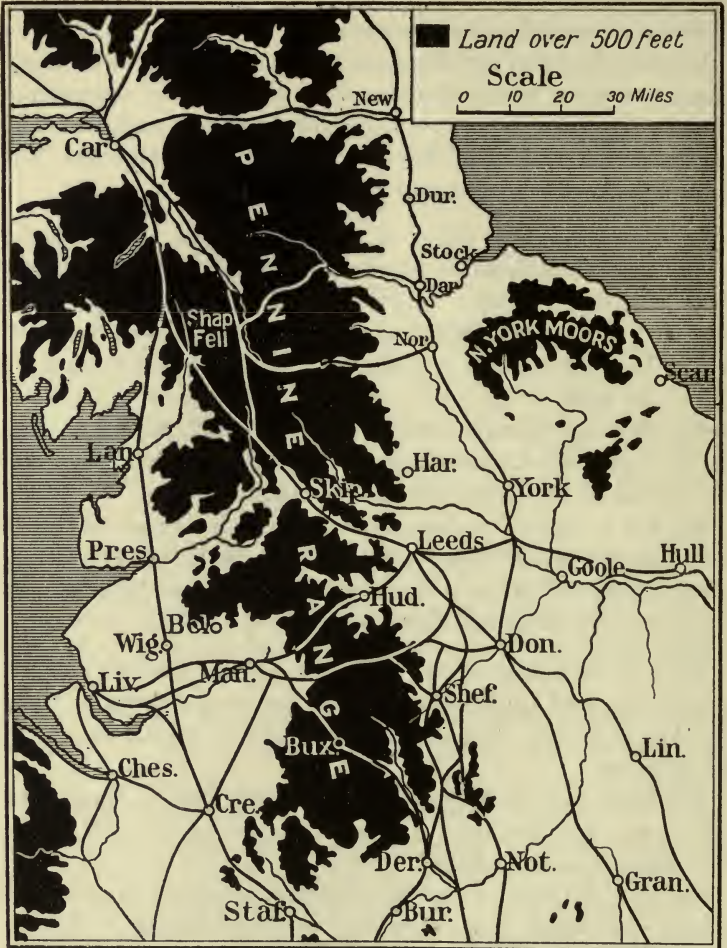 Land over 500 feet
Scale
0 10 20 30 Miles
New
Car
PENNINE
Dur.
Stock
Dar
Shap
Fell
Nor
N. YORK MOORS
Scar
Lan
Har.
Skip.
York
Pres
Leeds
Goole
Hull
RANGE
Hud.
Bol.
Wig.
Don.
Man.
Liv.
Shef.
Bux.
Lin.
Ches.
Cre.
Der.
Not.
Gran.
Staf.
Bur.